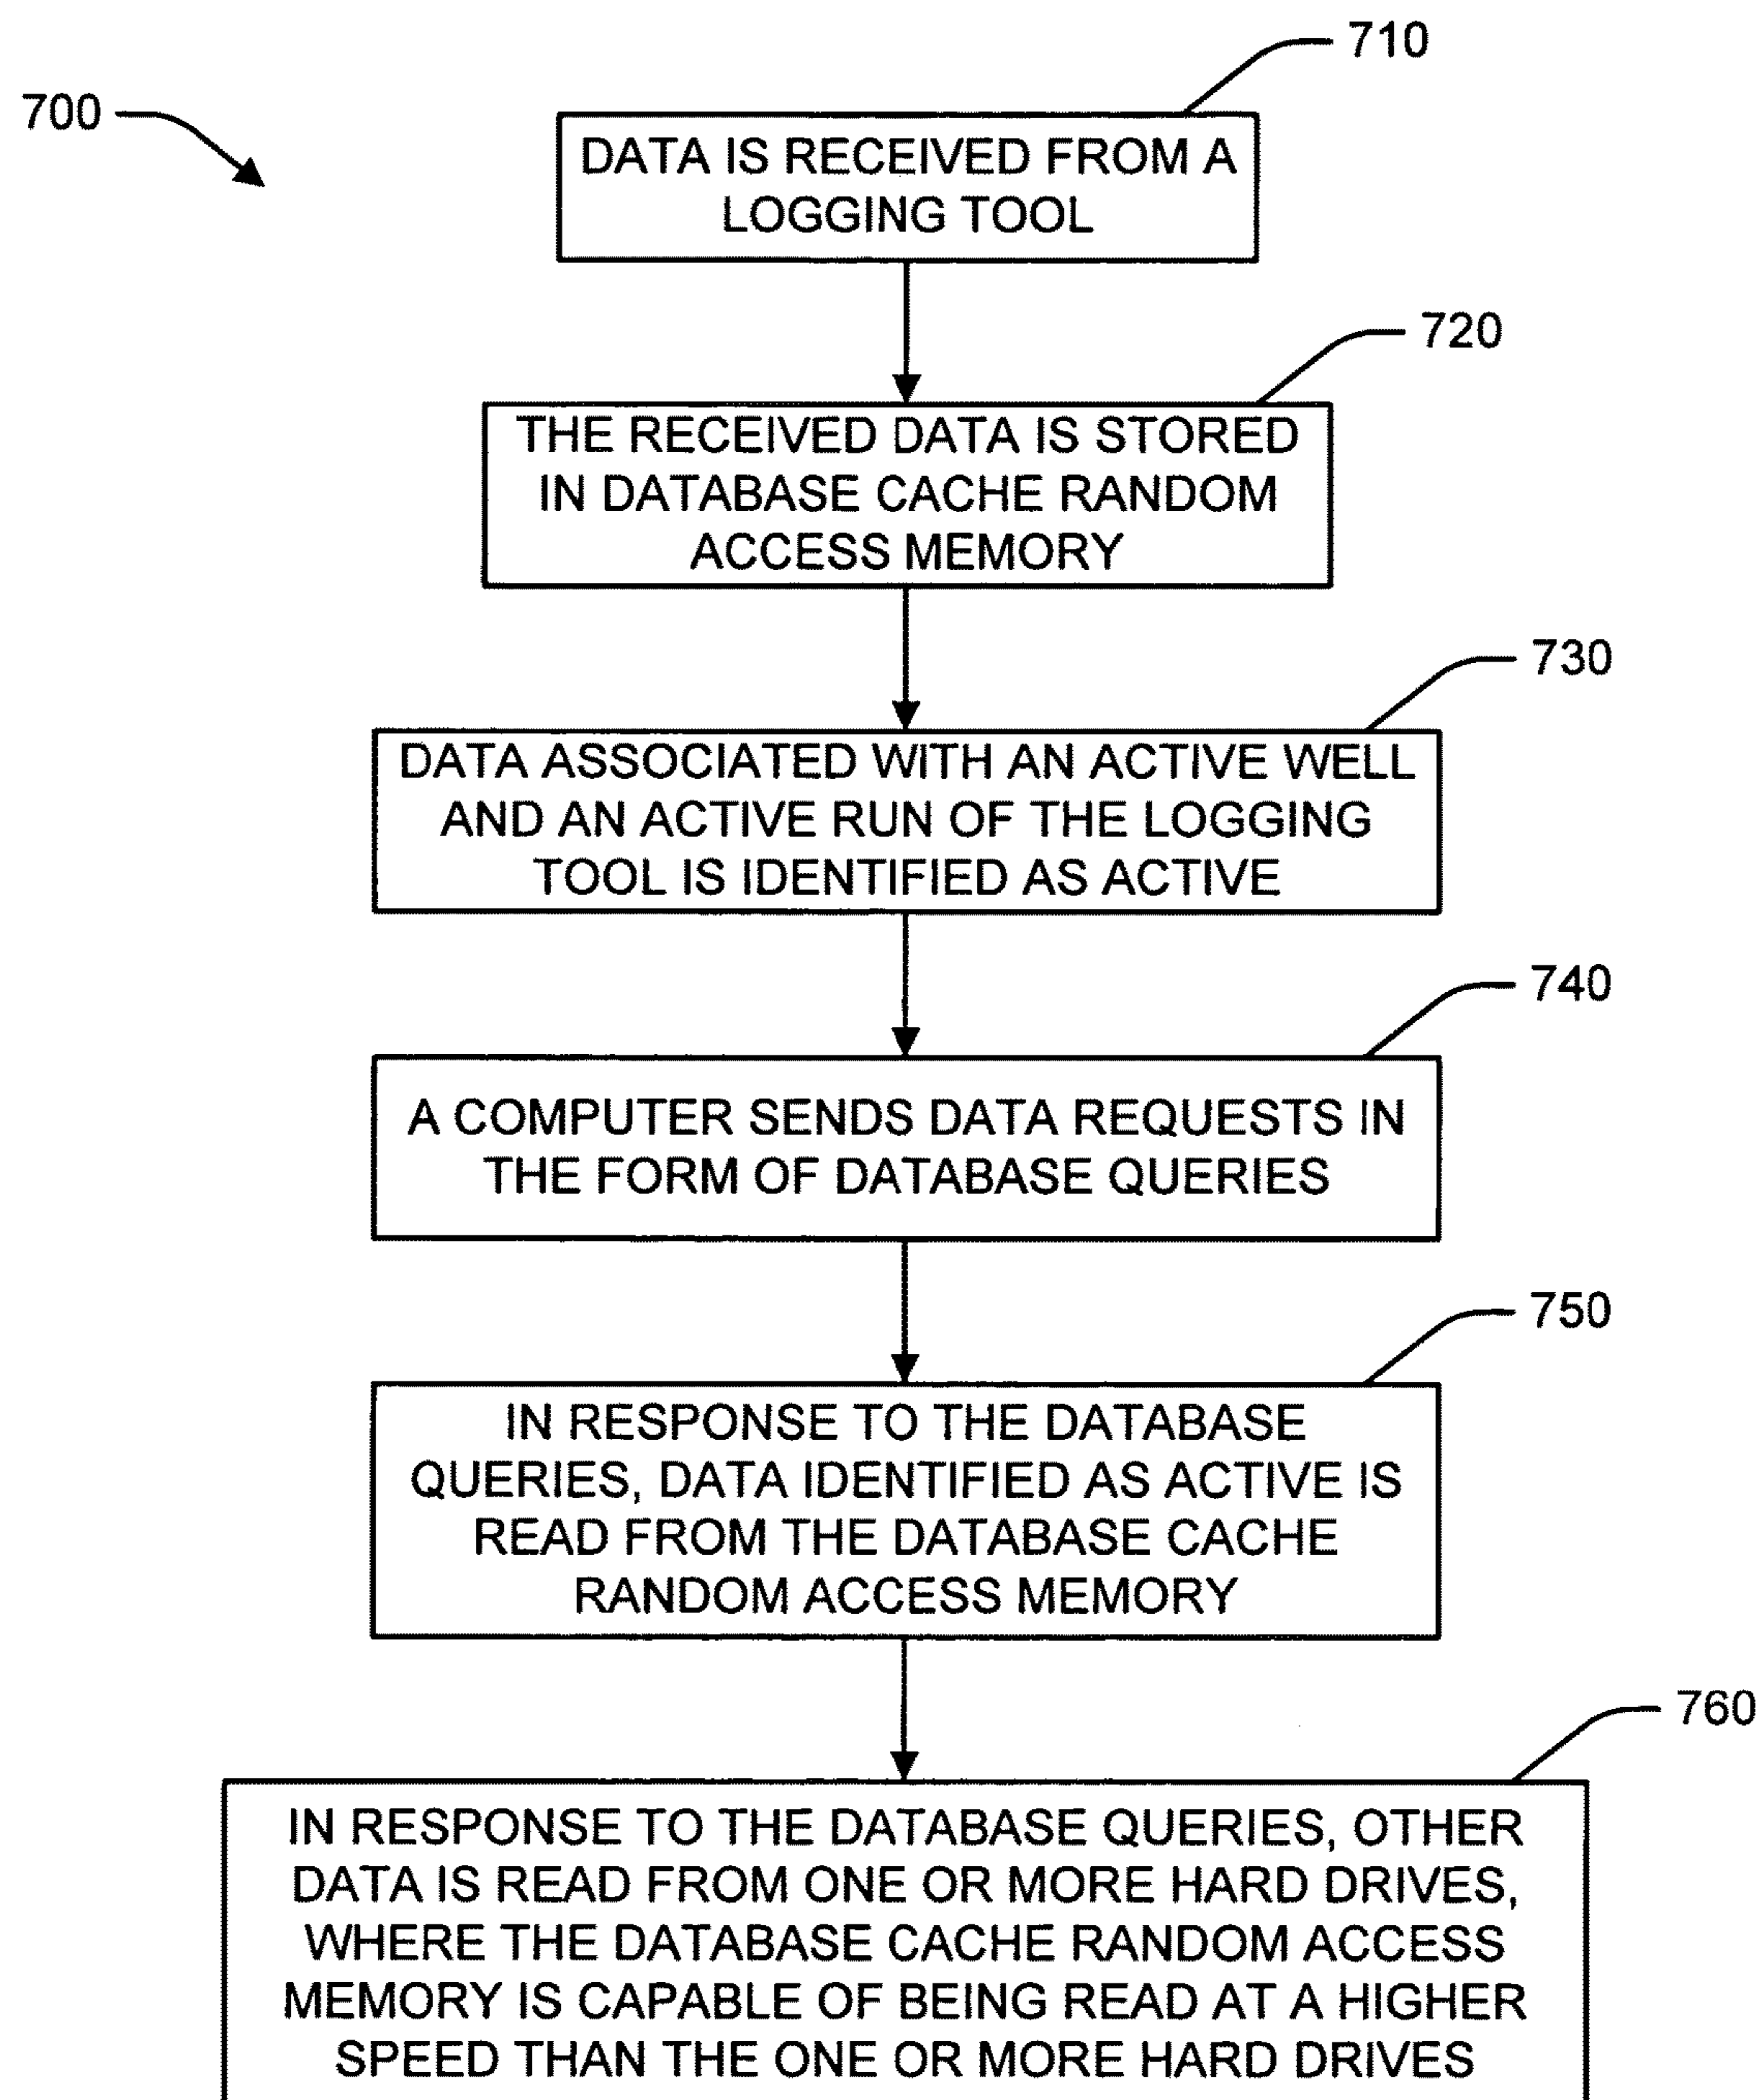 710
700
DATA IS RECEIVED FROM A
LOGGING TOOL
720
THE RECEIVED DATA IS STORED
IN DATABASE CACHE RANDOM
ACCESS MEMORY
730
DATA ASSOCIATED WITH AN ACTIVE WELL
AND AN ACTIVE RUN OF THE LOGGING
TOOL IS IDENTIFIED AS ACTIVE
740
A COMPUTER SENDS DATA REQUESTS IN
THE FORM OF DATABASE QUERIES
750
IN RESPONSE TO THE DATABASE
QUERIES, DATA IDENTIFIED AS ACTIVE IS
READ FROM THE DATABASE CACHE
RANDOM ACCESS MEMORY
760
IN RESPONSE TO THE DATABASE QUERIES, OTHER
DATA IS READ FROM ONE OR MORE HARD DRIVES,
WHERE THE DATABASE CACHE RANDOM ACCESS
MEMORY IS CAPABLE OF BEING READ AT A HIGHER
SPEED THAN THE ONE OR MORE HARD DRIVES